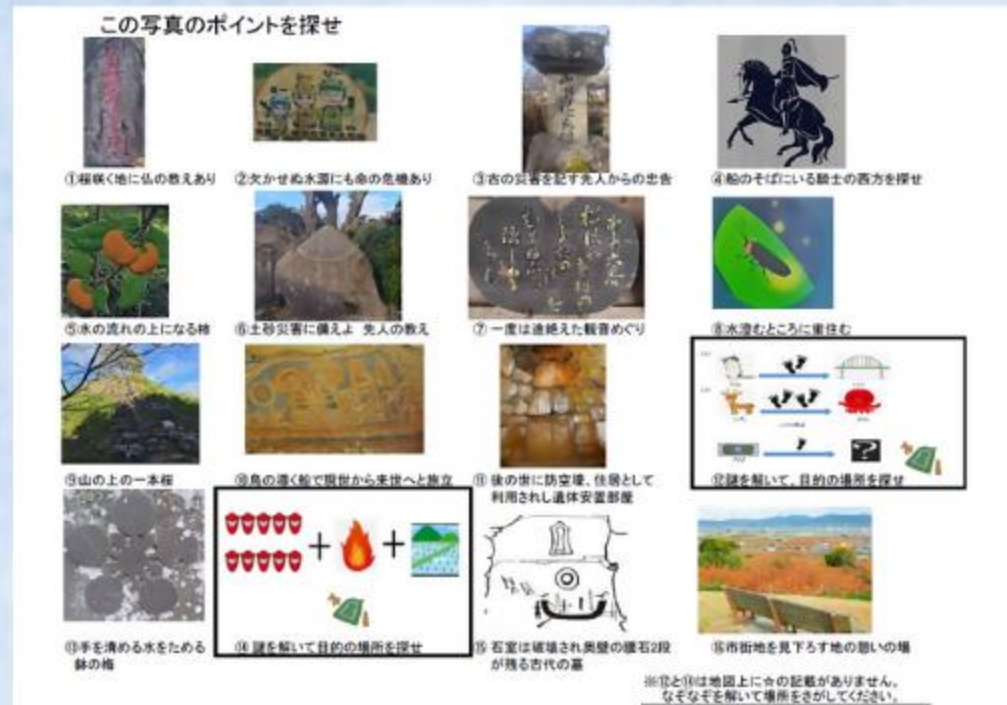 この写真のポイントを探せ
①桜咲く地に仏の教えあり
②欠かせぬ水源にも命の危機あり
③古の災害を記す先人からの忠告
④船のそばにいる騎士の西方を探せ
⑤水の流れの上になる柿
⑥土砂災害に備えよ 先人の教え
⑦一度は途絶えた観音めぐり
⑧水澄むところに蛍住む
⑨山の上の一本桜
⑩鳥の導く船で現世から来世へと旅立
⑪後の世に防空壕、住居として
利用されし遺体安置部屋
⑫謎を解いて、目的の場所を探せ
⑬手を清める水をためる
鉢の梅
⑭謎を解いて目的の場所を探せ
⑮石室は破壊され奥壁の腰石2段
が残る古代の墓
⑯市街地を見下ろす地の憩いの場
※⑫と⑭は地図上に☆の記載がありません。
なぞなぞを解いて場所をさがしてください。